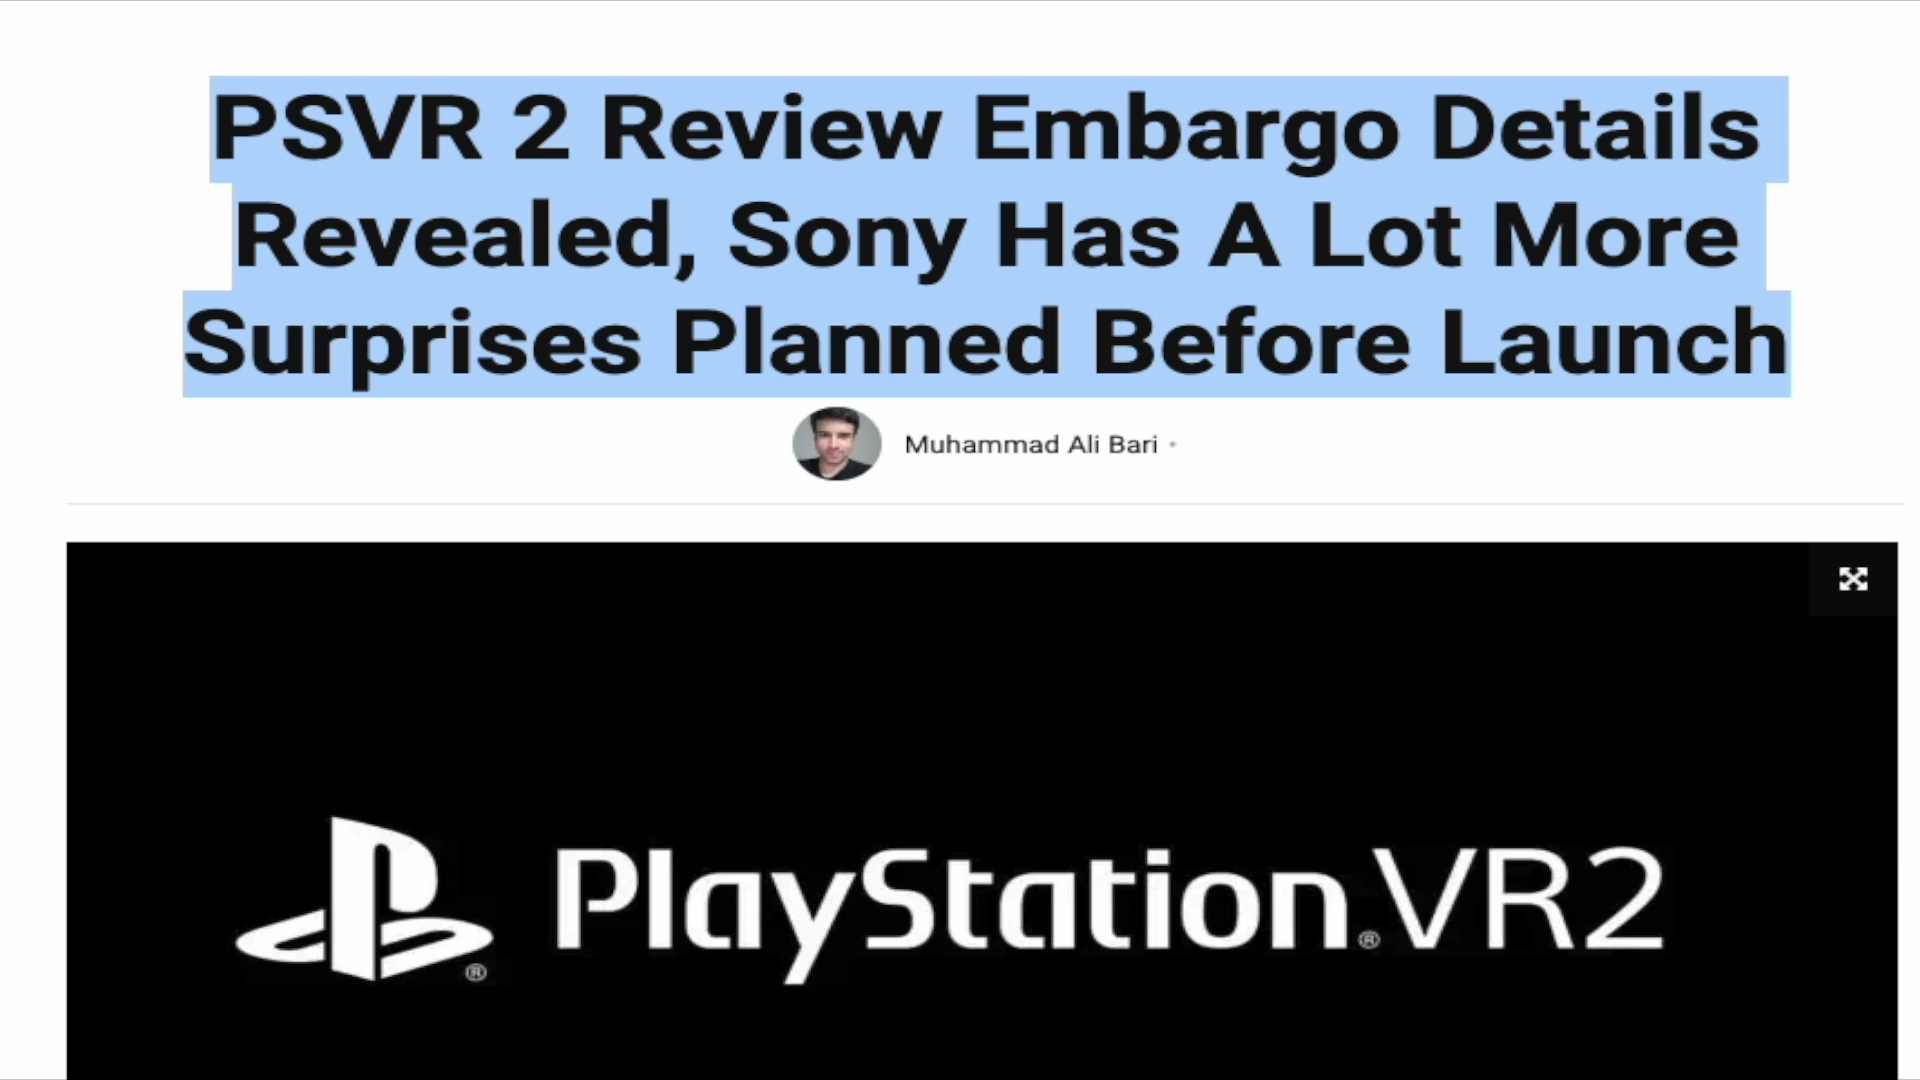 PSVR 2 Review Embargo Details
Revealed, Sony Has A Lot More
Surprises Planned Before Launch
Muhammad Ali Bari •
® PlayStation®VR2